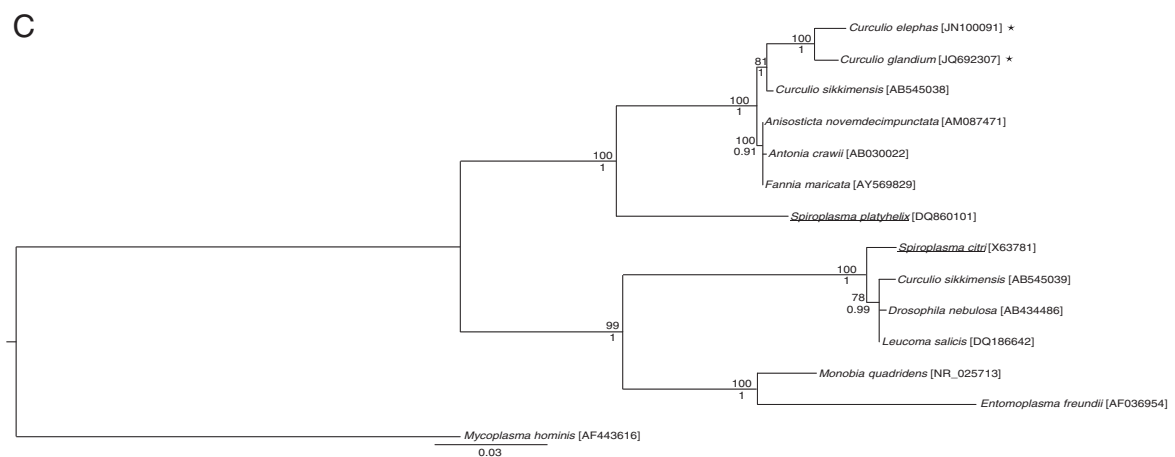 C
Curculio elephas [JN100091] ★
100
1
Curculio glandium [JQ692307] ★
81
1
Curculio sikkimensis [AB545038]
100
1
Anisosticta novemdecimpunctata [AM087471]
100
0.91
Antonia crawii [AB030022]
100
1
Fannia maricata [AY569829]
Spiroplasma platyhelix [DQ860101]
Spiroplasma citri [X63781]
100
1
Curculio sikkimensis [AB545039]
78
0.99
Drosophila nebulosa [AB434486]
99
1
Leucoma salicis [DQ186642]
Monobia quadridens [NR_025713]
100
1
Entomoplasma freundii [AF036954]
Mycoplasma hominis [AF443616]
0.03